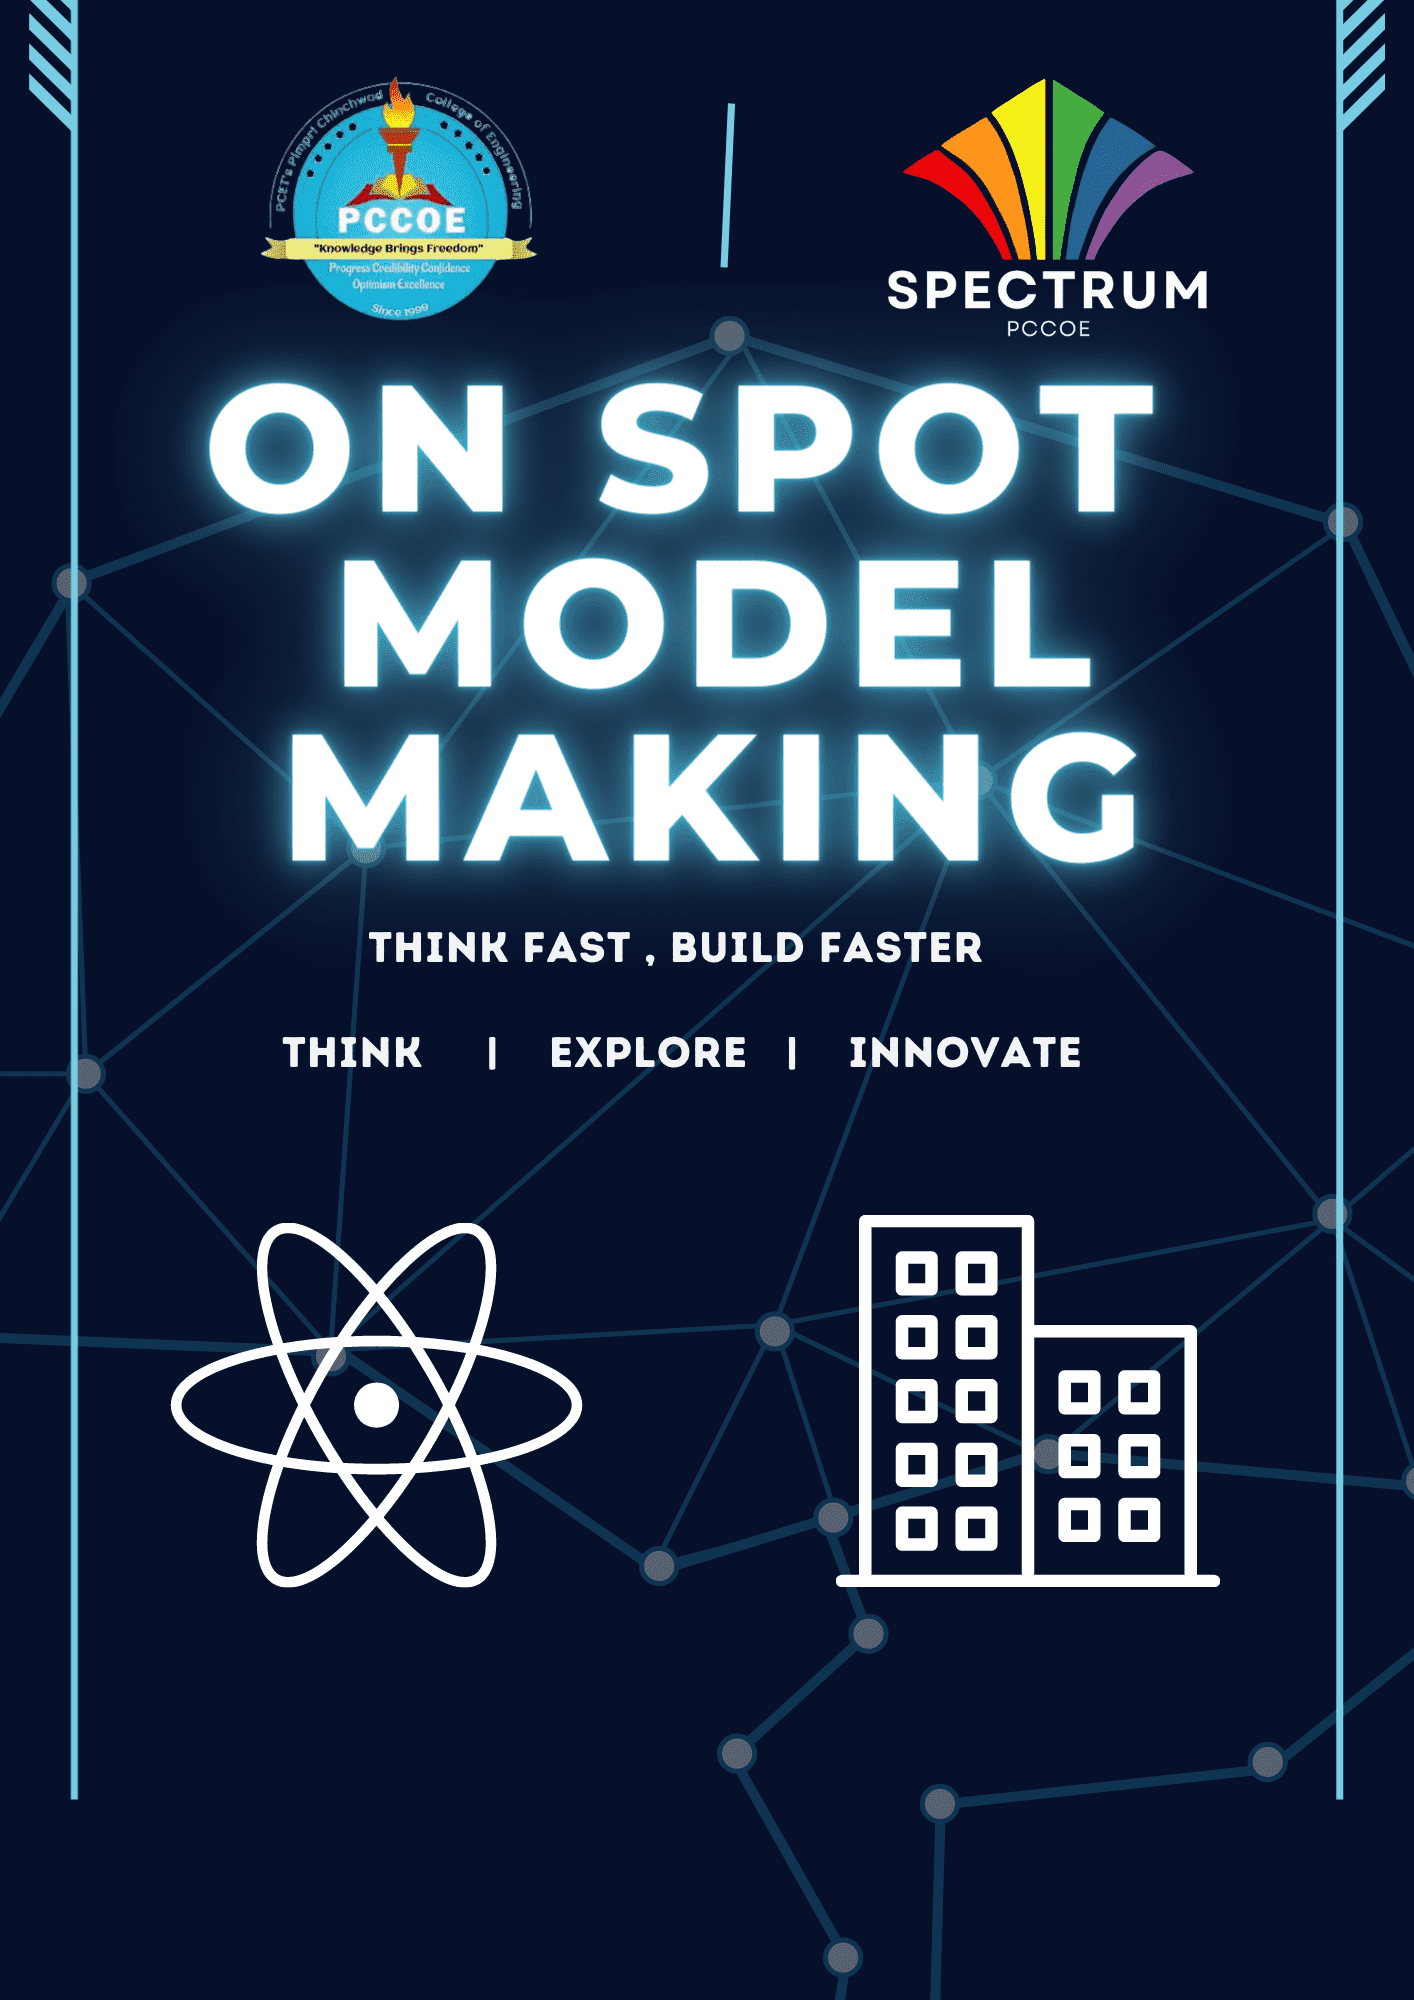 PCET's Pimpri Chinchwad College of Engineering
PCCOE
"Knowledge Brings Freedom"
Progress Credibility Confidence
Optimism Excellence
Since 1999
SPECTRUM
PCCOE
ON SPOT
MODEL
MAKING
THINK FAST , BUILD FASTER
THINK | EXPLORE | INNOVATE